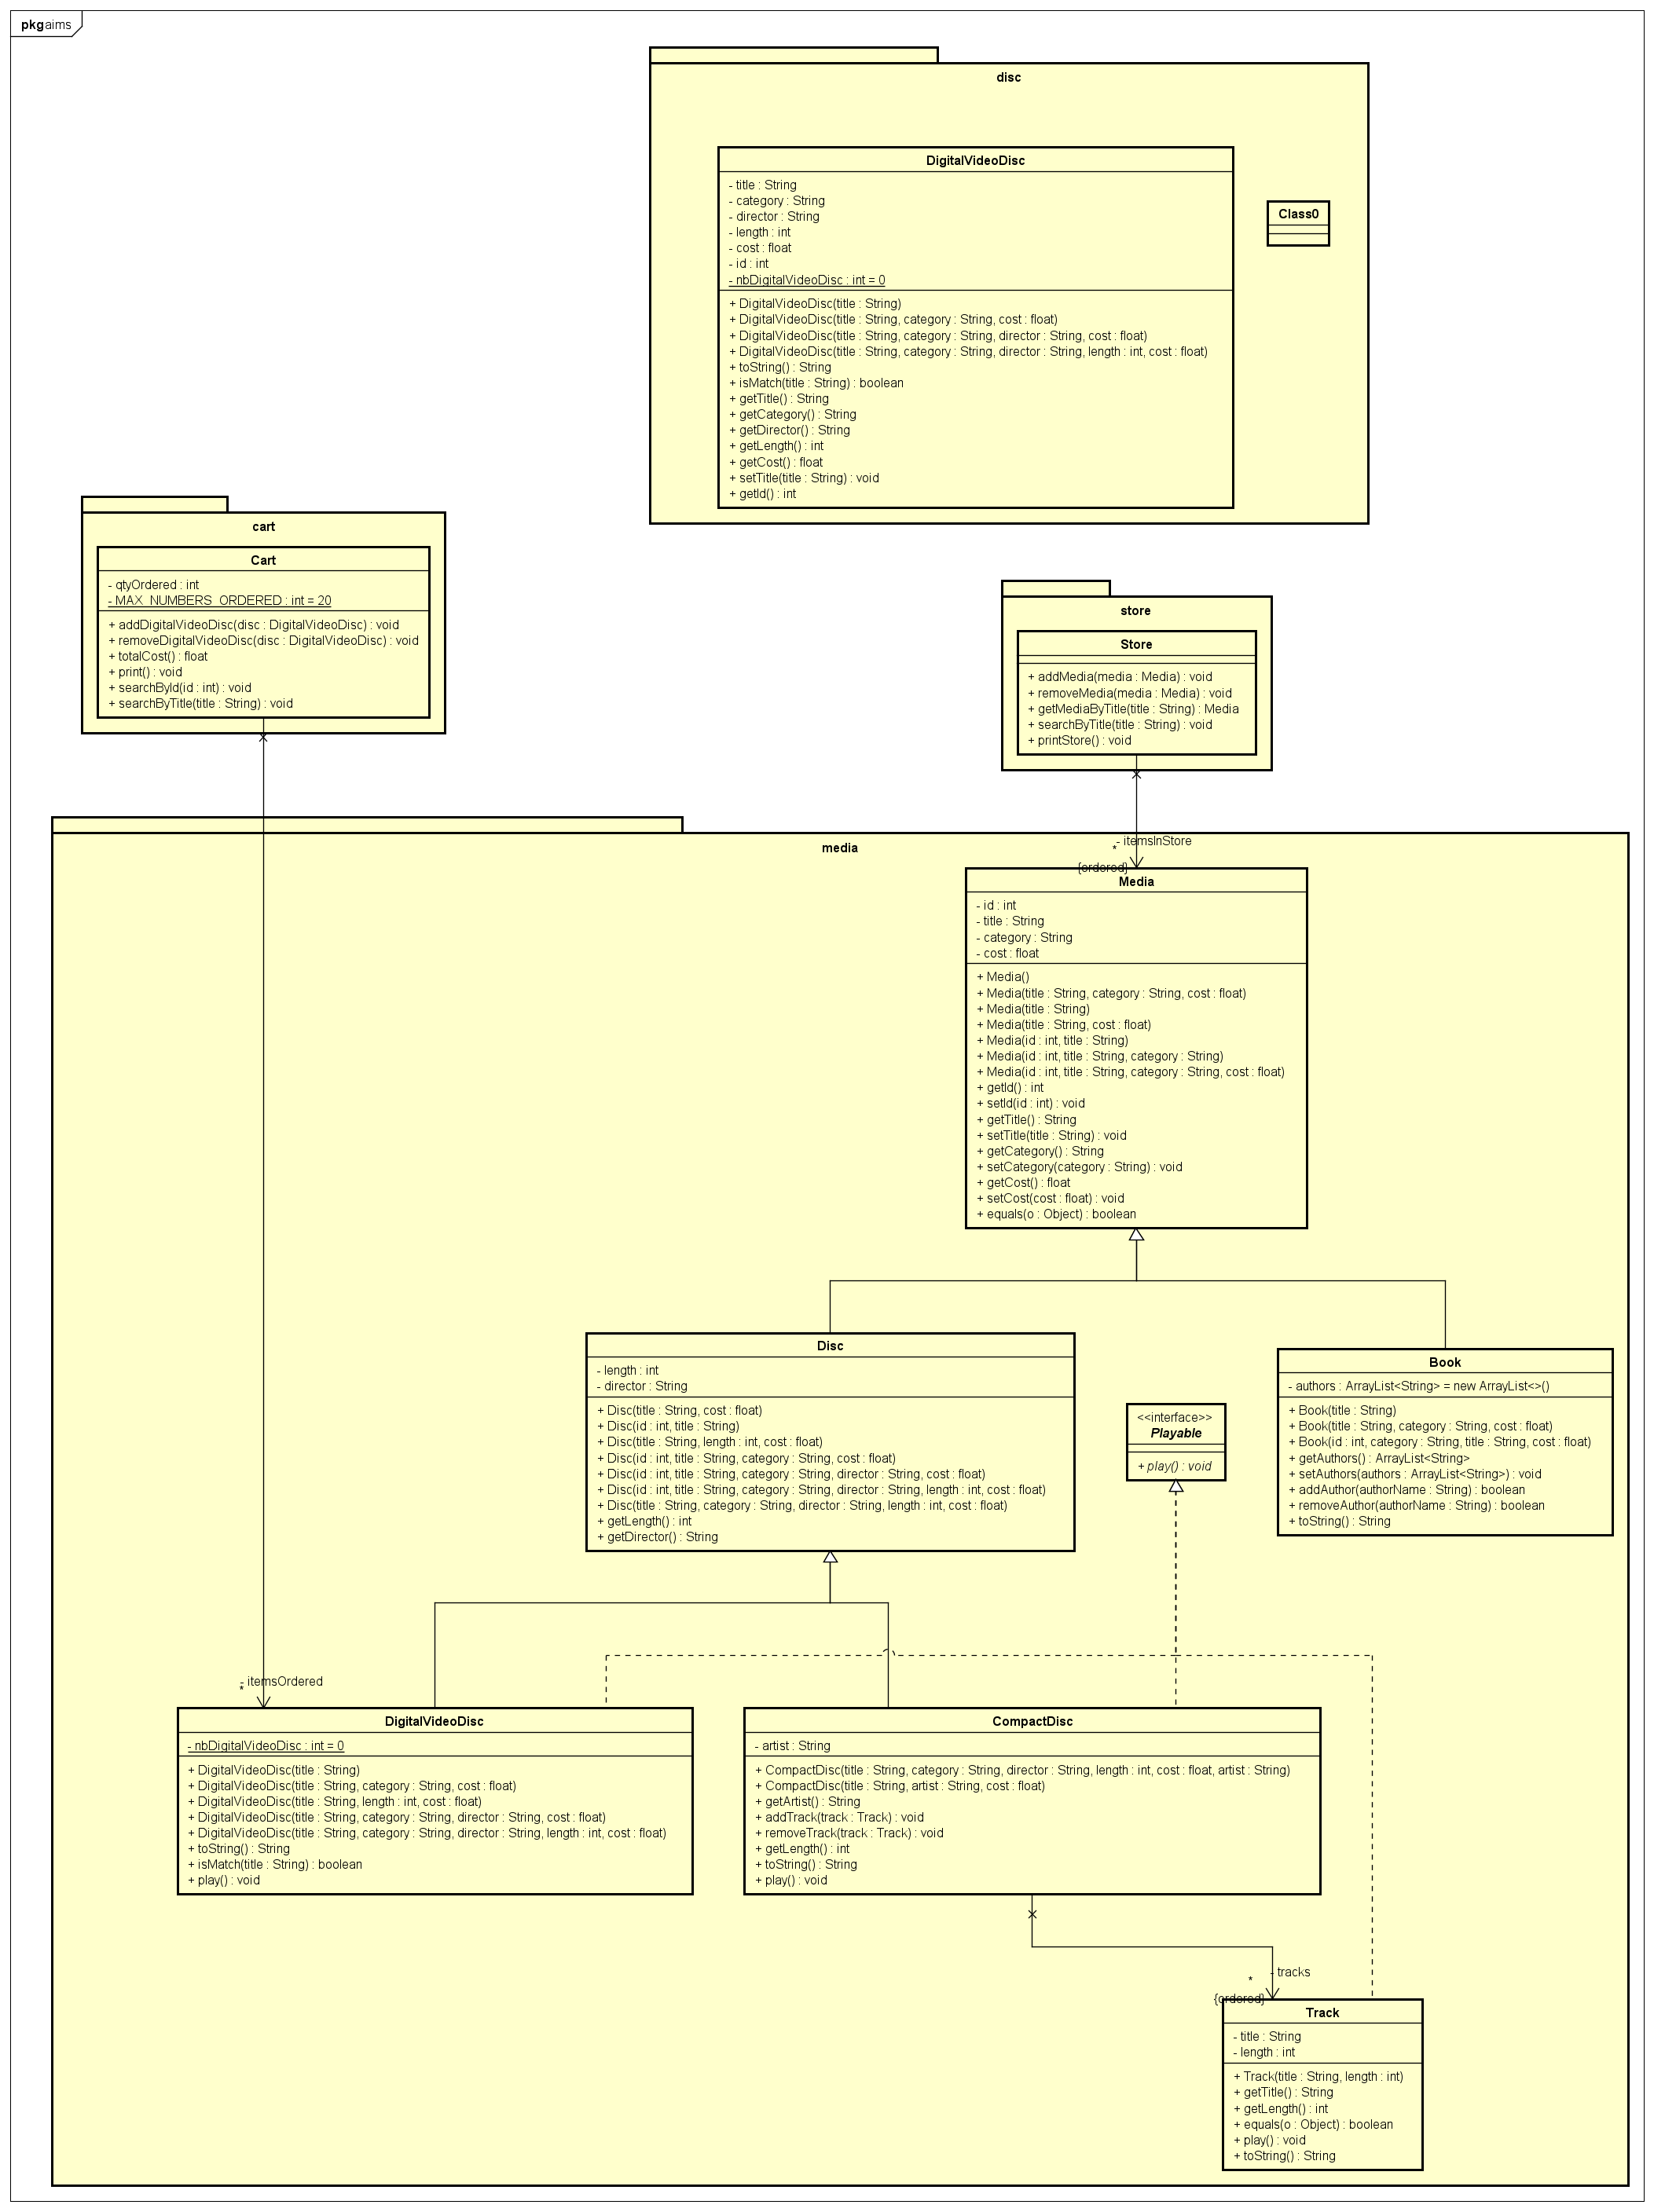 pkg aims
disc
DigitalVideoDisc
- title : String
- category : String
- director : String
- length : int
- cost : float
- id : int
- nbDigitalVideoDisc : int = 0
+ DigitalVideoDisc(title : String)
+ DigitalVideoDisc(title : String, category : String, cost : float)
+ DigitalVideoDisc(title : String, category : String, director : String, cost : float)
+ DigitalVideoDisc(title : String, category : String, director : String, length : int, cost : float)
+ toString() : String
+ isMatch(title : String) : boolean
+ getTitle() : String
+ getCategory() : String
+ getDirector() : String
+ getLength() : int
+ getCost() : float
+ setTitle(title : String) : void
+ getId() : int
Class0
cart
Cart
- qtyOrdered : int
- MAX_NUMBERS_ORDERED : int = 20
+ addDigitalVideoDisc(disc : DigitalVideoDisc) : void
+ removeDigitalVideoDisc(disc : DigitalVideoDisc) : void
+ totalCost() : float
+ print() : void
+ searchById(id : int) : void
+ searchByTitle(title : String) : void
store
Store
+ addMedia(media : Media) : void
+ removeMedia(media : Media) : void
+ getMediaByTitle(title : String) : Media
+ searchByTitle(title : String) : void
+ printStore() : void
media
- itemsInStore
*
{ordered}
Media
- id : int
- title : String
- category : String
- cost : float
+ Media()
+ Media(title : String, category : String, cost : float)
+ Media(title : String)
+ Media(title : String, cost : float)
+ Media(id : int, title : String)
+ Media(id : int, title : String, category : String)
+ Media(id : int, title : String, category : String, cost : float)
+ getId() : int
+ setId(id : int) : void
+ getTitle() : String
+ setTitle(title : String) : void
+ getCategory() : String
+ setCategory(category : String) : void
+ getCost() : float
+ setCost(cost : float) : void
+ equals(o : Object) : boolean
Disc
- length : int
- director : String
+ Disc(title : String, cost : float)
+ Disc(id : int, title : String)
+ Disc(title : String, length : int, cost : float)
+ Disc(id : int, title : String, category : String, cost : float)
+ Disc(id : int, title : String, category : String, director : String, cost : float)
+ Disc(id : int, title : String, category : String, director : String, length : int, cost : float)
+ Disc(title : String, category : String, director : String, length : int, cost : float)
+ getLength() : int
+ getDirector() : String
<<interface>>
Playable
+ play() : void
Book
- authors : ArrayList<String> = new ArrayList<>()
+ Book(title : String)
+ Book(title : String, category : String, cost : float)
+ Book(id : int, category : String, title : String, cost : float)
+ getAuthors() : ArrayList<String>
+ setAuthors(authors : ArrayList<String>) : void
+ addAuthor(authorName : String) : boolean
+ removeAuthor(authorName : String) : boolean
+ toString() : String
- itemsOrdered
*
DigitalVideoDisc
- nbDigitalVideoDisc : int = 0
+ DigitalVideoDisc(title : String)
+ DigitalVideoDisc(title : String, category : String, cost : float)
+ DigitalVideoDisc(title : String, length : int, cost : float)
+ DigitalVideoDisc(title : String, category : String, director : String, cost : float)
+ DigitalVideoDisc(title : String, category : String, director : String, length : int, cost : float)
+ toString() : String
+ isMatch(title : String) : boolean
+ play() : void
CompactDisc
- artist : String
+ CompactDisc(title : String, category : String, director : String, length : int, cost : float, artist : String)
+ CompactDisc(title : String, artist : String, cost : float)
+ getArtist() : String
+ addTrack(track : Track) : void
+ removeTrack(track : Track) : void
+ getLength() : int
+ toString() : String
+ play() : void
- tracks
*
{ordered}
Track
- title : String
- length : int
+ Track(title : String, length : int)
+ getTitle() : String
+ getLength() : int
+ equals(o : Object) : boolean
+ play() : void
+ toString() : String